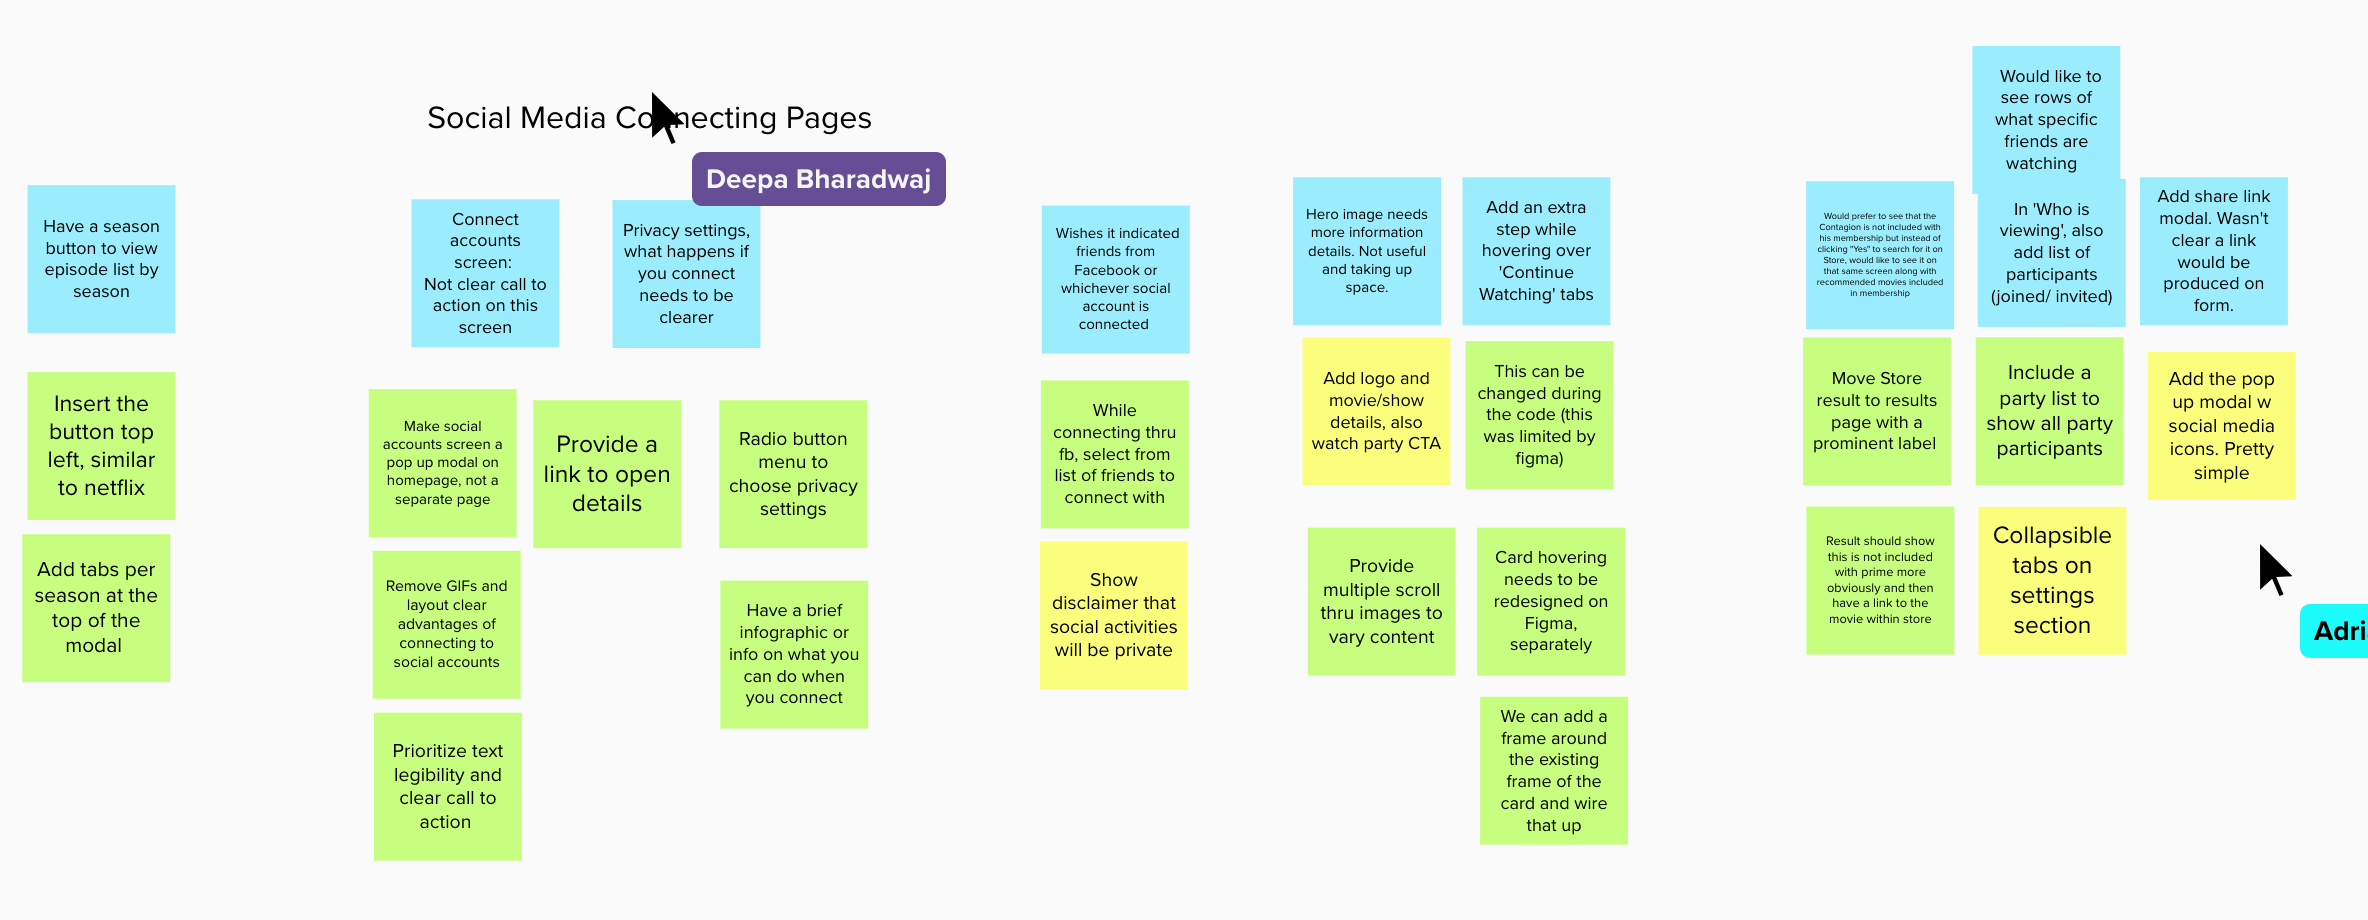 Social Media Connecting Pages
Deepa Bharadwaj
Have a season
button to view
episode list by
season
Insert the
button top
left, similar
to netflix
Add tabs per
season at the
top of the
modal
Connect
accounts
screen:
Not clear call to
action on this
screen
Privacy settings,
what happens if
you connect
needs to be
clearer
Make social
accounts screen a
pop up modal on
homepage, not a
separate page
Provide a
link to open
details
Radio button
menu to
choose privacy
settings
Remove GIFs and
layout clear
advantages of
connecting to
social accounts
Have a brief
infographic or
info on what you
can do when
you connect
Prioritize text
legibility and
clear call to
action
Wishes it indicated
friends from
Facebook or
whichever social
account is
connected
While
connecting thru
fb, select from
list of friends to
connect with
Show
disclaimer that
social activities
will be private
Hero image needs
more information
details. Not useful
and taking up
space.
Add an extra
step while
hovering over
'Continue
Watching' tabs
Add logo and
movie/show
details, also
watch party CTA
This can be
changed during
the code (this
was limited by
figma)
Provide
multiple scroll
thru images to
vary content
Card hovering
needs to be
redesigned on
Figma,
separately
We can add a
frame around
the existing
frame of the
card and wire
that up
Would like to
see rows of
what specific
friends are
watching
Would prefer to see that the
Contagion is not included with
his membership but instead of
clicking "Yes" to search for it on
Store, would like to see it on
that same screen along with
recommended movies included
in membership
In 'Who is
viewing', also
add list of
participants
(joined/ invited)
Add share link
modal. Wasn't
clear a link
would be
produced on
form.
Move Store
result to results
page with a
prominent label
Include a
party list to
show all party
participants
Add the pop
up modal w
social media
icons. Pretty
simple
Result should show
this is not included
with prime more
obviously and then
have a link to the
movie within store
Collapsible
tabs on
settings
section
Adri